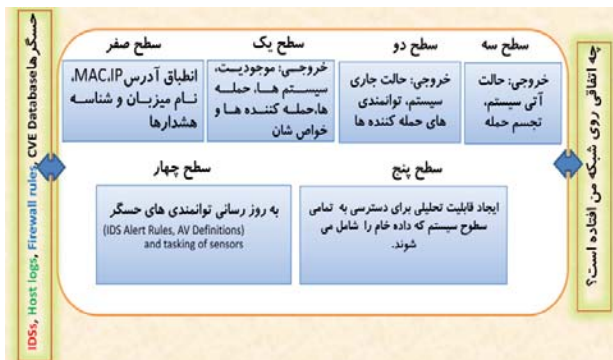 چه اتفاقی روی شبکه من افتاده است؟
سطح سه
خروجی: حالت
آتی سیستم،
تجسم حمله
سطح دو
خروجی: حالت جاری
سیستم، توانمندی
های حمله کننده ها
سطح یک
خروجی: موجودیت،
سیستم ها، حمله
ها،حمله کننده ها و
خواص شان
سطح صفر
انطباق آدرس MAC،IP،
نام میزبان و شناسه
هشدارها
سطح پنج
ایجاد قابلیت تحلیلی برای دسترسی به تمامی
سطوح سیستم که داده خام را شامل می
شوند.
سطح چهار
به روز رسانی توانمندی های حسگر
(IDS Alert Rules, AV Definitions)
and tasking of sensors
IDSs, Host logs, Firewall rules, CVE Database حسگرها